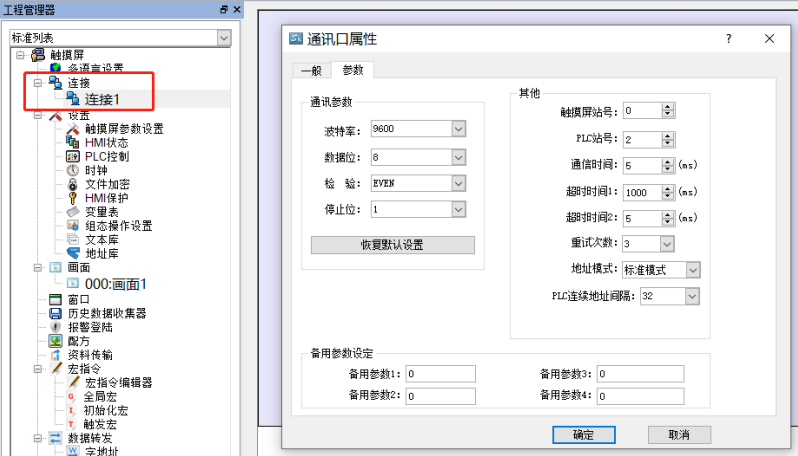 工程管理器
标准列表
触摸屏
多语言设置
连接
连接1
设置
触摸屏参数设置
HMI状态
PLC控制
时钟
文件加密
HMI保护
变量表
组态操作设置
文本库
地址库
画面
000:画面1
窗口
历史数据收集器
报警登陆
配方
资料传输
宏指令
宏指令编辑器
全局宏
初始化宏
触发宏
数据转发
字地址
通讯口属性
一般 参数
通讯参数
波特率: 9600
数据位: 8
检 验: EVEN
停止位: 1
恢复默认设置
其他
触摸屏站号: 0
PLC站号: 2
通信时间: 5 (ms)
超时时间1: 1000 (ms)
超时时间2: 5 (ms)
重试次数: 3
地址模式: 标准模式
PLC连续地址间隔: 32
备用参数设定
备用参数1: 0 备用参数3: 0
备用参数2: 0 备用参数4: 0
确定 取消